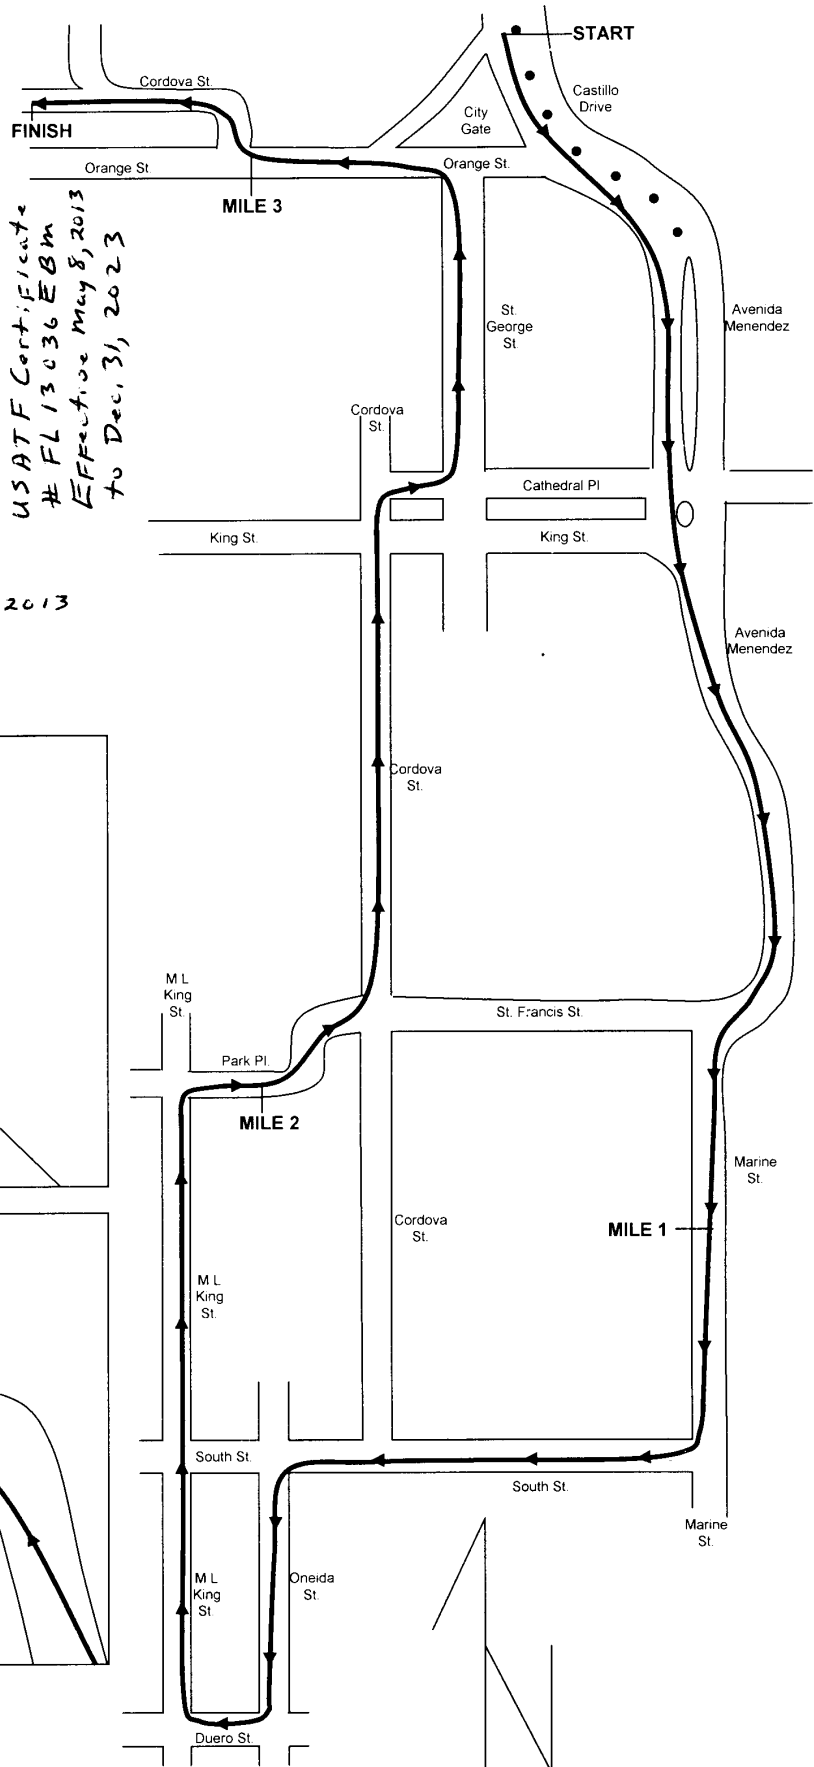 START
Cordova St.
Castillo
Drive
FINISH
City
Gate
Orange St.
Orange St.
MILE 3
USATF Certificate
# FL 13036 EBM
Effective May 8, 2013
to Dec. 31, 2023
St.
George
St.
Avenida
Menendez
Cordova
St.
Cathedral Pl
King St.
King St.
2013
Avenida
Menendez
Cordova
St.
M L
King
St.
St. Francis St.
Park Pl.
MILE 2
Marine
St.
Cordova
St.
MILE 1
M L
King
St.
South St.
South St.
Marine
St.
M L
King
St.
Oneida
St.
Duero St.